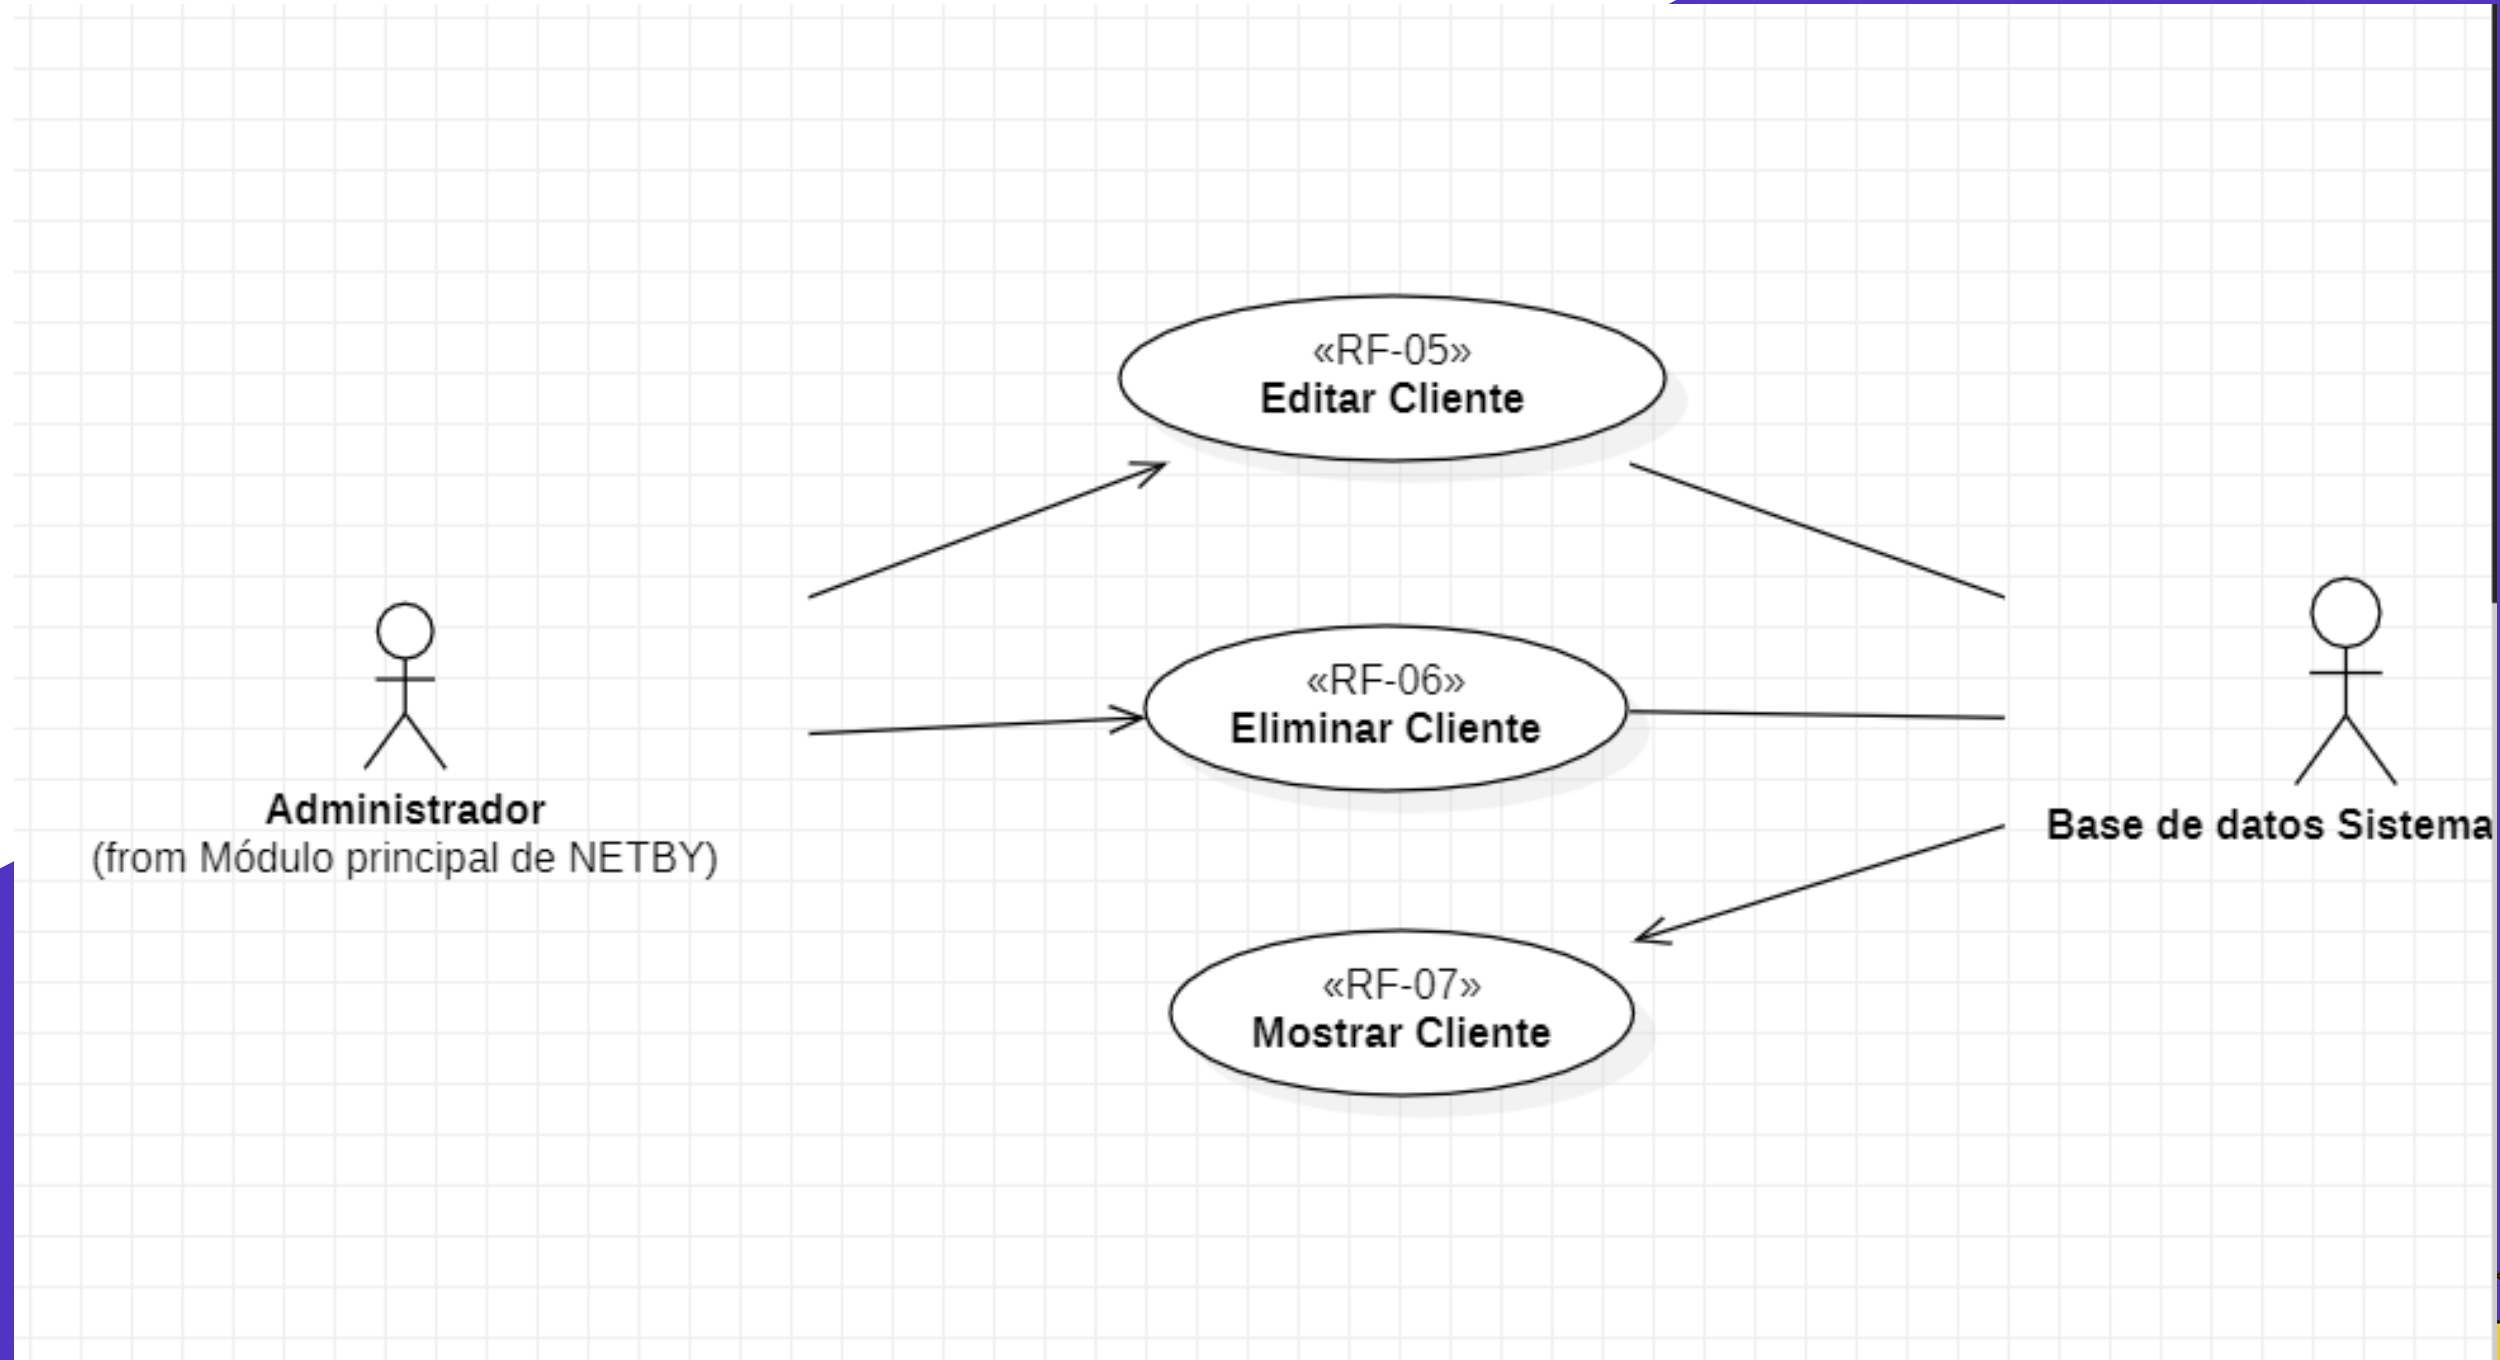 «RF-05»
Editar Cliente
«RF-06»
Eliminar Cliente
Administrador
(from Módulo principal de NETBY)
Base de datos Sistema
«RF-07»
Mostrar Cliente